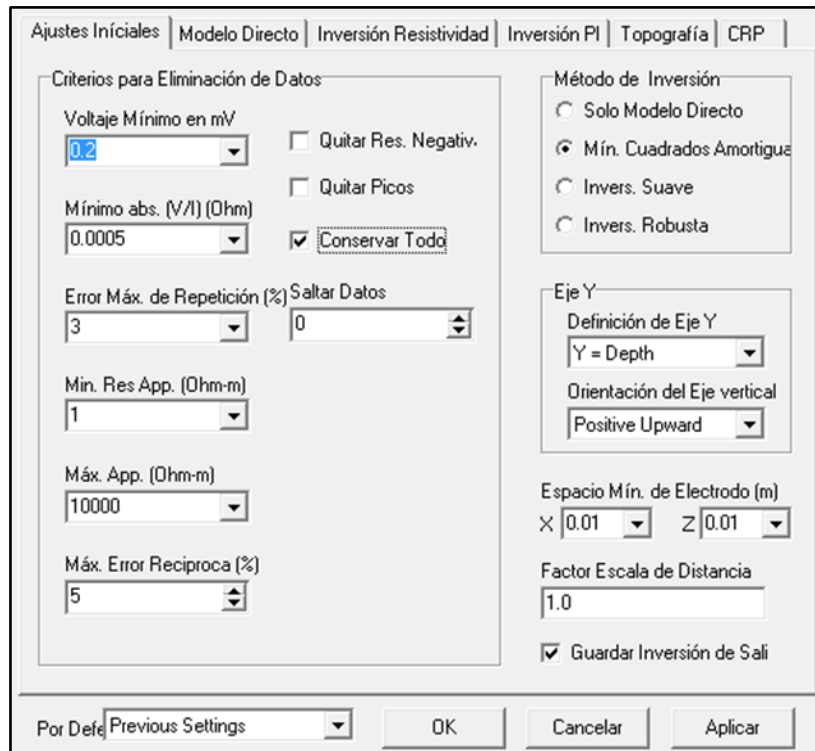 Ajustes Iníciales
Modelo Directo
Inversión Resistividad
Inversión PI
Topografía
CRP
Criterios para Eliminación de Datos
Voltaje Mínimo en mV
0.2
Quitar Res. Negativ.
Quitar Picos
Mínimo abs. (V/I) (Ohm)
0.0005
Conservar Todo
Error Máx. de Repetición (%)
3
Saltar Datos
0
Min. Res App. (Ohm-m)
1
Máx. App. (Ohm-m)
10000
Máx. Error Reciproca (%)
5
Método de Inversión
Solo Modelo Directo
Mín. Cuadrados Amortigua
Invers. Suave
Invers. Robusta
Eje Y
Definición de Eje Y
Y = Depth
Orientación del Eje vertical
Positive Upward
Espacio Mín. de Electrodo (m)
X 0.01 Z 0.01
Factor Escala de Distancia
1.0
Guardar Inversión de Sali
Por Defe Previous Settings
OK
Cancelar
Aplicar